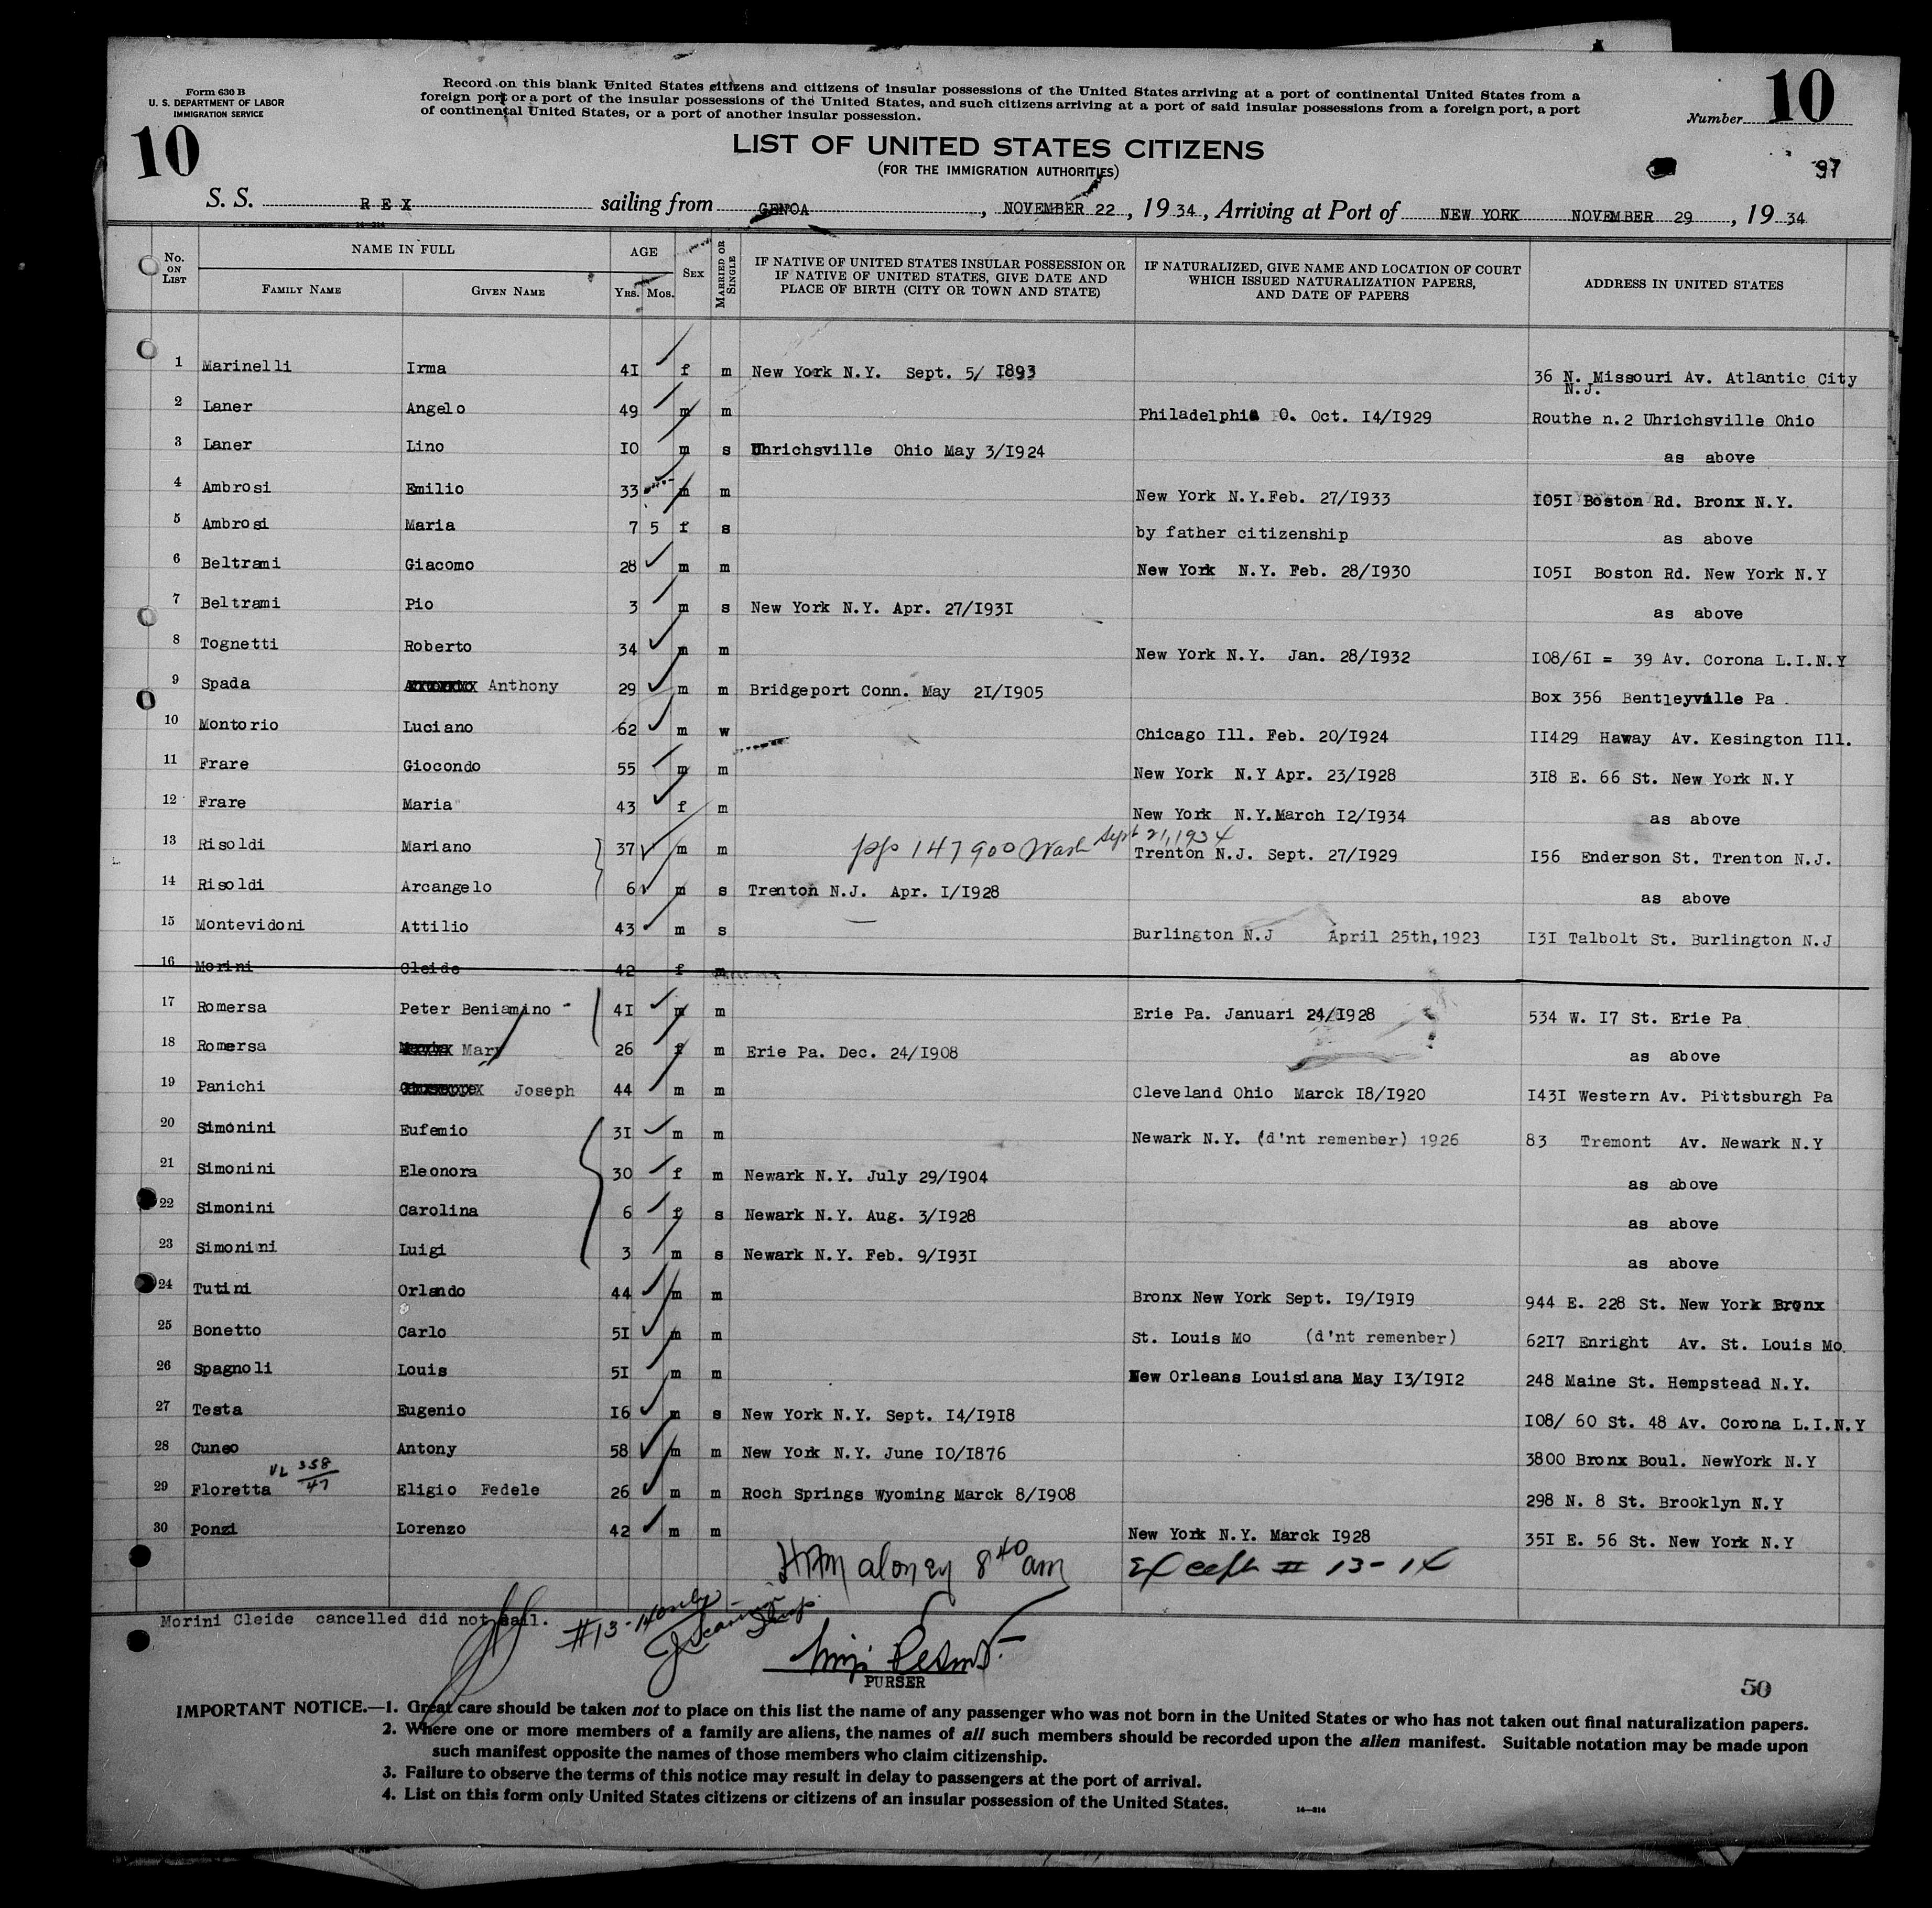 Form 630 B
U. S. DEPARTMENT OF LABOR
IMMIGRATION SERVICE
10
Record on this blank United States citizens and citizens of insular possessions of the United States arriving at a port of continental United States from a
foreign port or a port of the insular possessions of the United States, and such citizens arriving at a port of said insular possessions from a foreign port, a port
of continental United States, or a port of another insular possession.
Number 10
LIST OF UNITED STATES CITIZENS
(FOR THE IMMIGRATION AUTHORITIES)
97
S. S. REX sailing from GENOA, NOVEMBER 22, 1934, Arriving at Port of NEW YORK NOVEMBER 29, 1934
No. ON LIST NAME IN FULL FAMILY NAME GIVEN NAME AGE YRS. MOS. SEX MARRIED OR SINGLE IF NATIVE OF UNITED STATES INSULAR POSSESSION OR IF NATIVE OF UNITED STATES, GIVE DATE AND PLACE OF BIRTH (CITY OR TOWN AND STATE) IF NATURALIZED, GIVE NAME AND LOCATION OF COURT WHICH ISSUED NATURALIZATION PAPERS, AND DATE OF PAPERS ADDRESS IN UNITED STATES
1 Marinelli Irma 4I f m New York N.Y. Sept. 5/ I893 36 N. Missouri Av. Atlantic City N.J.
2 Laner Angelo 49 m m Philadelphia O. Oct. I4/I929 Routhe n.2 Uhrichsville Ohio
3 Laner Lino IO m s Uhrichsville Ohio May 3/I924 as above
4 Ambrosi Emilio 33 m m New York N.Y.Feb. 27/I933 I05I Boston Rd. Bronx N.Y.
5 Ambrosi Maria 7 5 f s by father citizenship as above
6 Beltrami Giacomo 28 m m New York N.Y. Feb. 28/I930 I05I Boston Rd. New York N.Y
7 Beltrami Pio 3 m s New York N.Y. Apr. 27/I93I as above
8 Tognetti Roberto 34 m m New York N.Y. Jan. 28/I932 I08/6I = 39 Av. Corona L.I.N.Y
9 Spada Anthony 29 m m Bridgeport Conn. May 2I/I905 Box 356 Bentleyville Pa.
10 Montorio Luciano 62 m w Chicago Ill. Feb. 20/I924 II429 Haway Av. Kesington Ill.
11 Frare Giocondo 55 m m New York N.Y Apr. 23/I928 3I8 E. 66 St. New York N.Y
12 Frare Maria 43 f m New York N.Y.March I2/I934 as above
13 Risoldi Mariano 37 m m pp 147900 Wash Sept 21, 1934 Trenton N.J. Sept. 27/I929 I56 Enderson St. Trenton N.J.
14 Risoldi Arcangelo 6 m s Trenton N.J. Apr. I/I928 as above
15 Montevidoni Attilio 43 m s Burlington N.J April 25th,I923 I3I Talbolt St. Burlington N.J
16 Morini Cleide 42 f m
17 Romersa Peter Beniamino 4I m m Erie Pa. Januari 24/I928 534 W. I7 St. Erie Pa
18 Romersa Mary 26 f m Erie Pa. Dec. 24/I908 as above
19 Panichi Joseph 44 m m Cleveland Ohio Marck I8/I920 I43I Western Av. Pittsburgh Pa
20 Simonini Eufemio 3I m m Newark N.Y. (d'nt remenber) I926 83 Tremont Av. Newark N.Y
21 Simonini Eleonora 30 f m Newark N.Y. July 29/I904 as above
22 Simonini Carolina 6 f s Newark N.Y. Aug. 3/I928 as above
23 Simonini Luigi 3 m s Newark N.Y. Feb. 9/I93I as above
24 Tutini Orlando 44 m m Bronx New York Sept. I9/I9I9 944 E. 228 St. New York Bronx
25 Bonetto Carlo 5I m m St. Louis Mo (d'nt remenber) 62I7 Enright Av. St. Louis Mo.
26 Spagnoli Louis 5I m m New Orleans Louisiana May I3/I9I2 248 Maine St. Hempstead N.Y.
27 Testa Eugenio I6 m s New York N.Y. Sept. I4/I9I8 I08/ 60 St. 48 Av. Corona L.I.N.Y
28 Cuneo Antony 58 m m New York N.Y. June IO/I876 3800 Bronx Boul. NewYork N.Y
VL 358/47
29 Floretta Eligio Fedele 26 m m Roch Springs Wyoming Marck 8/I908 298 N. 8 St. Brooklyn N.Y
30 Ponzi Lorenzo 42 m m New York N.Y. Marck I928 35I E. 56 St. New York N.Y
Maloney 8 40 am Except # 13-14
Morini Cleide cancelled did not sail. #13-14 only
PURSER
50
IMPORTANT NOTICE.—1. Great care should be taken not to place on this list the name of any passenger who was not born in the United States or who has not taken out final naturalization papers.
2. Where one or more members of a family are aliens, the names of all such members should be recorded upon the alien manifest. Suitable notation may be made upon
such manifest opposite the names of those members who claim citizenship.
3. Failure to observe the terms of this notice may result in delay to passengers at the port of arrival.
4. List on this form only United States citizens or citizens of an insular possession of the United States.
14—814